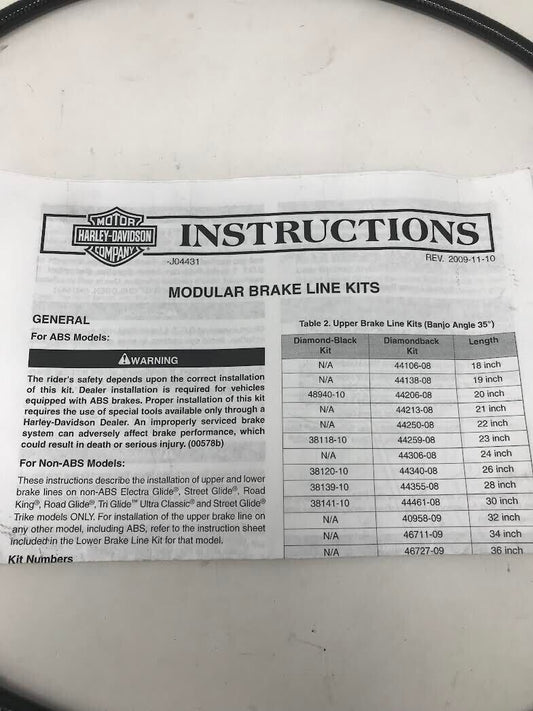 MOTOR
HARLEY-DAVIDSON
COMPANY
INSTRUCTIONS
-J04431
REV. 2009-11-10
MODULAR BRAKE LINE KITS
GENERAL
For ABS Models:
WARNING
The rider's safety depends upon the correct installation
of this kit. Dealer installation is required for vehicles
equipped with ABS brakes. Proper installation of this kit
requires the use of special tools available only through a
Harley-Davidson Dealer. An improperly serviced brake
system can adversely affect brake performance, which
could result in death or serious injury. (00578b)
For Non-ABS Models:
These instructions describe the installation of upper and lower
brake lines on non-ABS Electra Glide®, Street Glide®, Road
King®, Road Glide®, Tri Glide™ Ultra Classic® and Street Glide®
Trike models ONLY. For installation of the upper brake line on
any other model, including ABS, refer to the instruction sheet
included in the Lower Brake Line Kit for that model.
Kit Numbers
Table 2. Upper Brake Line Kits (Banjo Angle 35°)
Diamond-Black Kit Diamondback Kit Length
N/A 44106-08 18 inch
N/A 44138-08 19 inch
48940-10 44206-08 20 inch
N/A 44213-08 21 inch
N/A 44250-08 22 inch
38118-10 44259-08 23 inch
N/A 44306-08 24 inch
38120-10 44340-08 26 inch
38139-10 44355-08 28 inch
38141-10 44461-08 30 inch
N/A 40958-09 32 inch
N/A 46711-09 34 inch
N/A 46727-09 36 inch